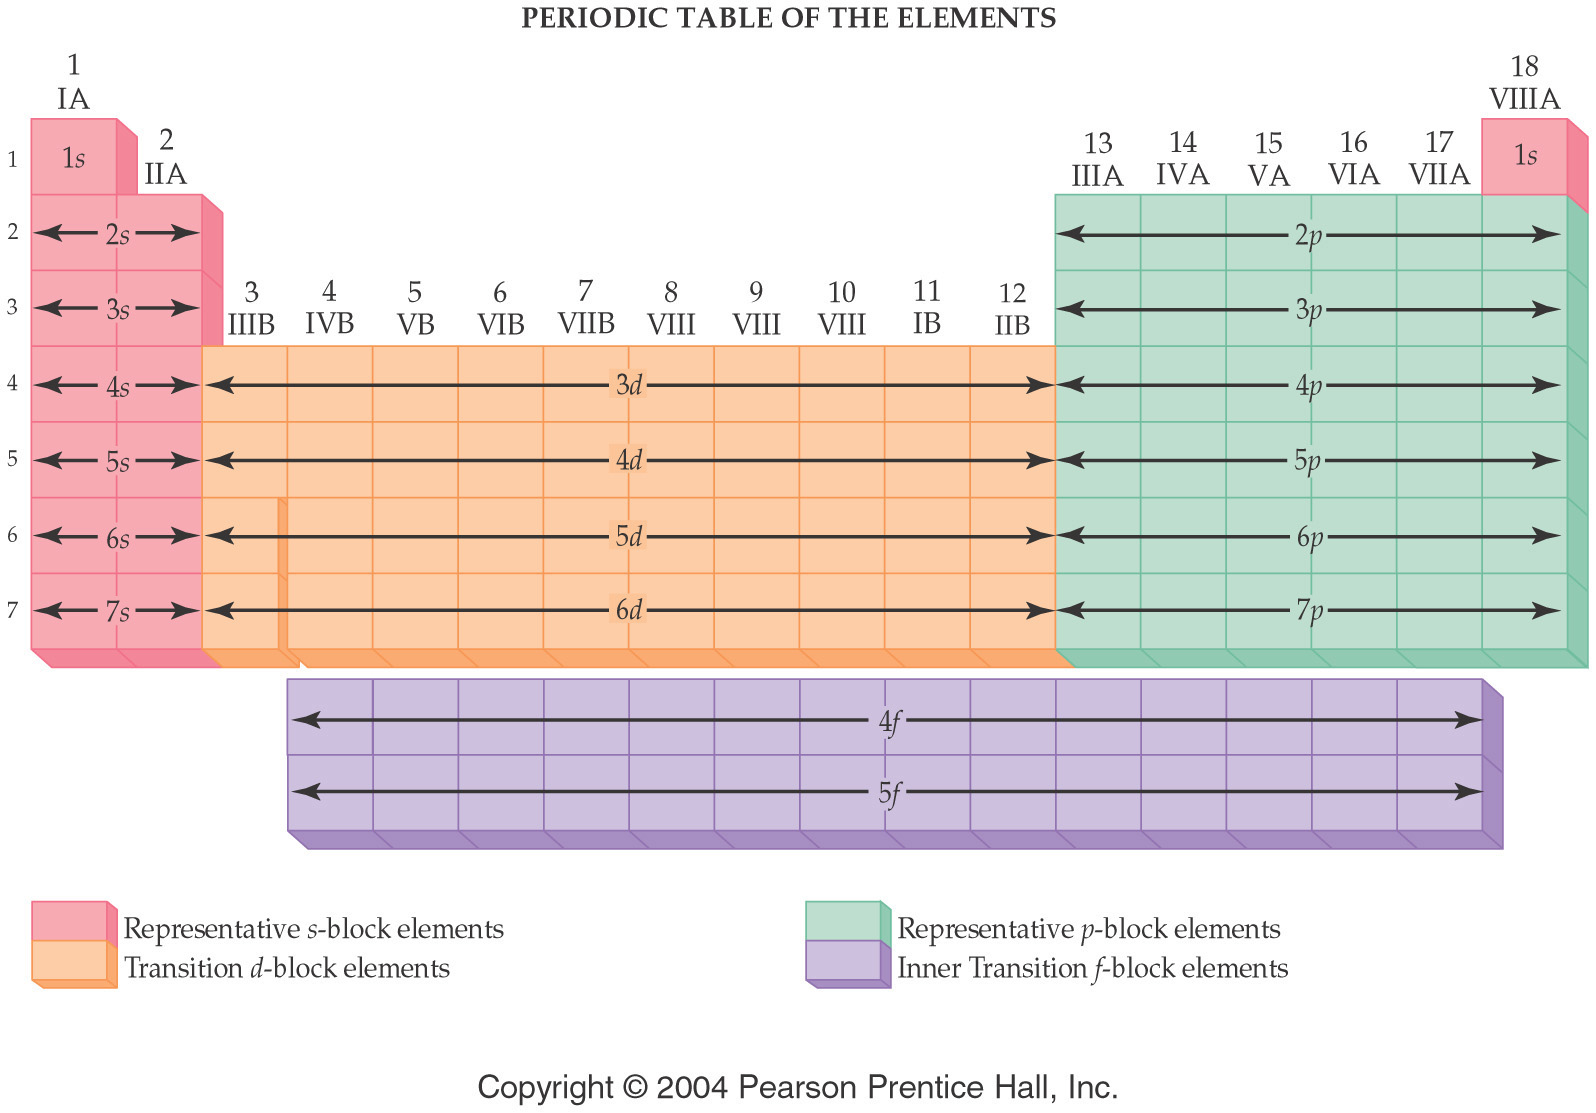 PERIODIC TABLE OF THE ELEMENTS
1
IA
18
VIIIA
2
IIA
13
IIIA
14
IVA
15
VA
16
VIA
17
VIIA
1
1s
1s
2
2s
2p
3
3s
3p
3
IIIB
4
IVB
5
VB
6
VIB
7
VIIB
8
VIII
9
VIII
10
VIII
11
IB
12
IIB
4
4s
3d
4p
5
5s
4d
5p
6
6s
5d
6p
7
7s
6d
7p
4f
5f
Representative s-block elements
Transition d-block elements
Representative p-block elements
Inner Transition f-block elements
Copyright © 2004 Pearson Prentice Hall, Inc.